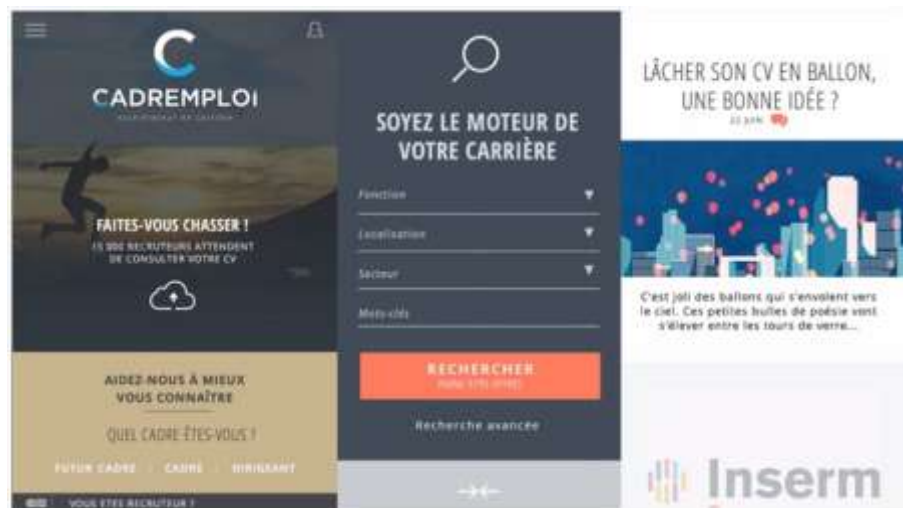 CADREMPLOI
FAITES-VOUS CHASSER !
15 000 RECRUTEURS ATTENDENT
DE CONSULTER VOTRE CV
AIDEZ-NOUS À MIEUX
VOUS CONNAÎTRE
QUEL CADRE ÊTES-VOUS ?
FUTUR CADRE CADRE DIRIGEANT
VOUS ETES RECRUTEUR ?
SOYEZ LE MOTEUR DE
VOTRE CARRIÈRE
Fonction
Localisation
Secteur
Mots-clés
RECHERCHER
Recherche avancée
LÂCHER SON CV EN BALLON,
UNE BONNE IDÉE ?
22 JUIN
C'est joli des ballons qui s'envolent vers
le ciel. Ces petites bulles de poésie vont
s'élever entre les tours de verre...
Inserm